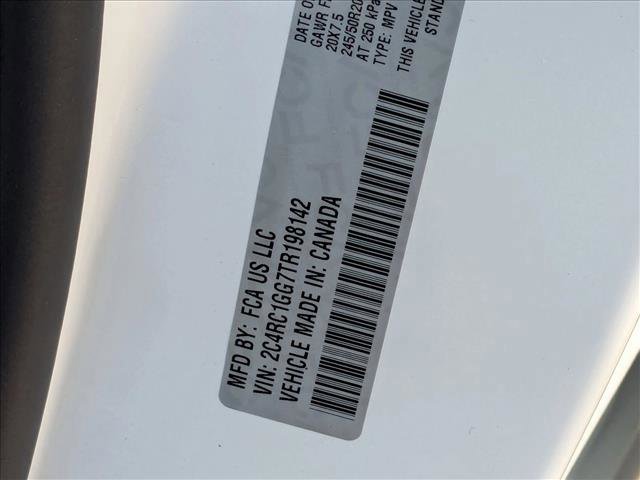 MFD BY: FCA US LLC
DATE O
VIN: 2C4RC1GG7TR198142
GAWR F
VEHICLE MADE IN: CANADA
20X7.5
245/50R20
AT 250 kPa
TYPE: MPV
THIS VEHICLE
STAND